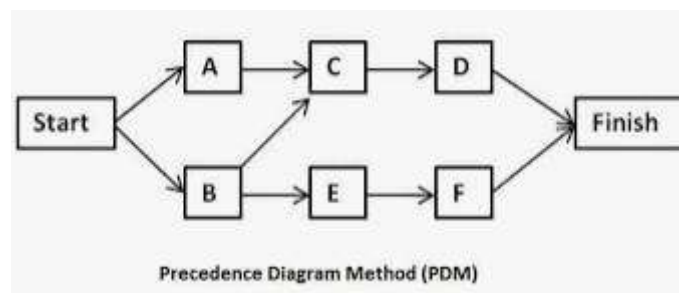 A C D
Start Finish
B E F
Precedence Diagram Method (PDM)